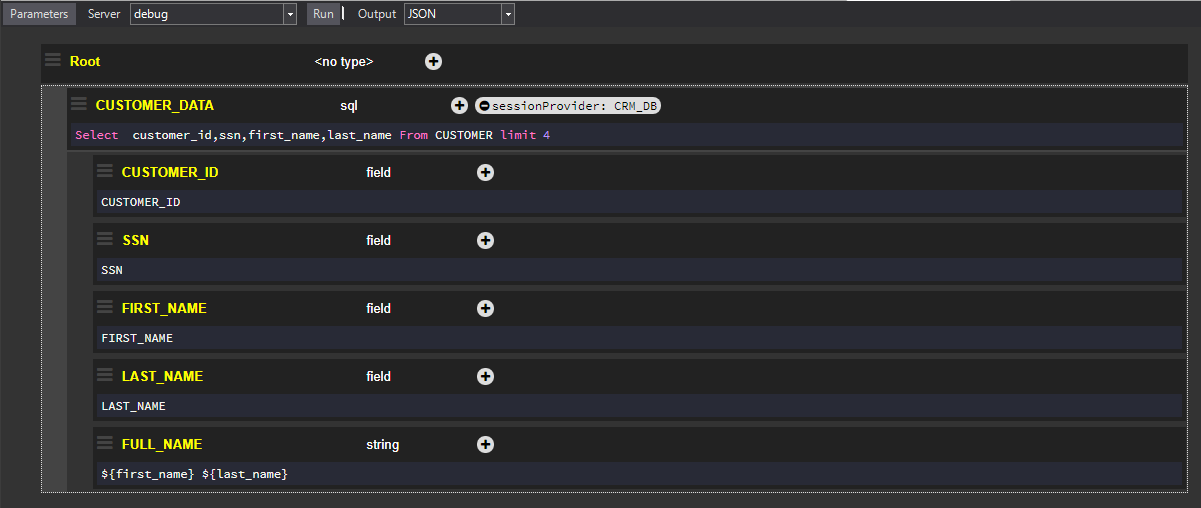 Parameters Server debug Run Output JSON
Root <no type>
CUSTOMER_DATA sql sessionProvider: CRM_DB
Select  customer_id,ssn,first_name,last_name From CUSTOMER limit 4
CUSTOMER_ID field
CUSTOMER_ID
SSN field
SSN
FIRST_NAME field
FIRST_NAME
LAST_NAME field
LAST_NAME
FULL_NAME string
${first_name} ${last_name}